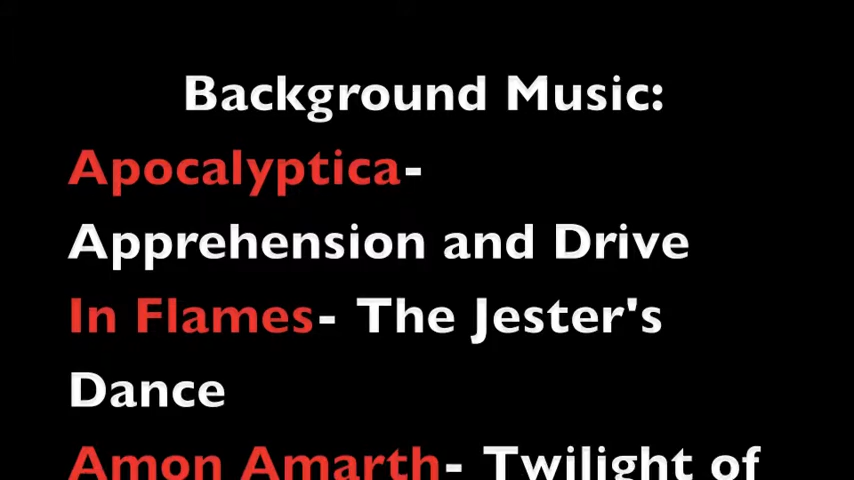 Background Music:
Apocalyptica-
Apprehension and Drive
In Flames- The Jester's
Dance
Amon Amarth- Twilight of